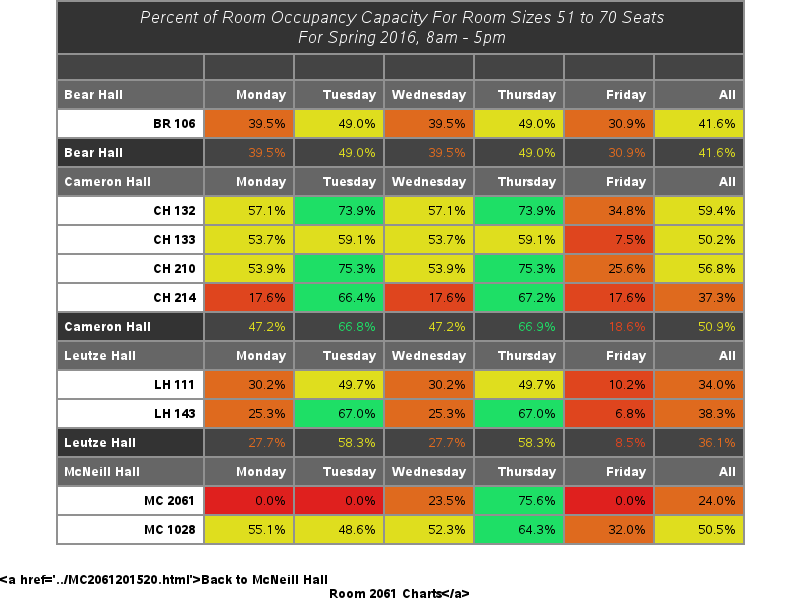 Percent of Room Occupancy Capacity For Room Sizes 51 to 70 Seats
For Spring 2016, 8am - 5pm
Bear Hall Monday Tuesday Wednesday Thursday Friday All
BR 106 39.5% 49.0% 39.5% 49.0% 30.9% 41.6%
Bear Hall 39.5% 49.0% 39.5% 49.0% 30.9% 41.6%
Cameron Hall Monday Tuesday Wednesday Thursday Friday All
CH 132 57.1% 73.9% 57.1% 73.9% 34.8% 59.4%
CH 133 53.7% 59.1% 53.7% 59.1% 7.5% 50.2%
CH 210 53.9% 75.3% 53.9% 75.3% 25.6% 56.8%
CH 214 17.6% 66.4% 17.6% 67.2% 17.6% 37.3%
Cameron Hall 47.2% 66.8% 47.2% 66.9% 18.6% 50.9%
Leutze Hall Monday Tuesday Wednesday Thursday Friday All
LH 111 30.2% 49.7% 30.2% 49.7% 10.2% 34.0%
LH 143 25.3% 67.0% 25.3% 67.0% 6.8% 38.3%
Leutze Hall 27.7% 58.3% 27.7% 58.3% 8.5% 36.1%
McNeill Hall Monday Tuesday Wednesday Thursday Friday All
MC 2061 0.0% 0.0% 23.5% 75.6% 0.0% 24.0%
MC 1028 55.1% 48.6% 52.3% 64.3% 32.0% 50.5%
<a href='../MC2061201520.html'>Back to McNeill Hall
Room 2061 Charts</a>